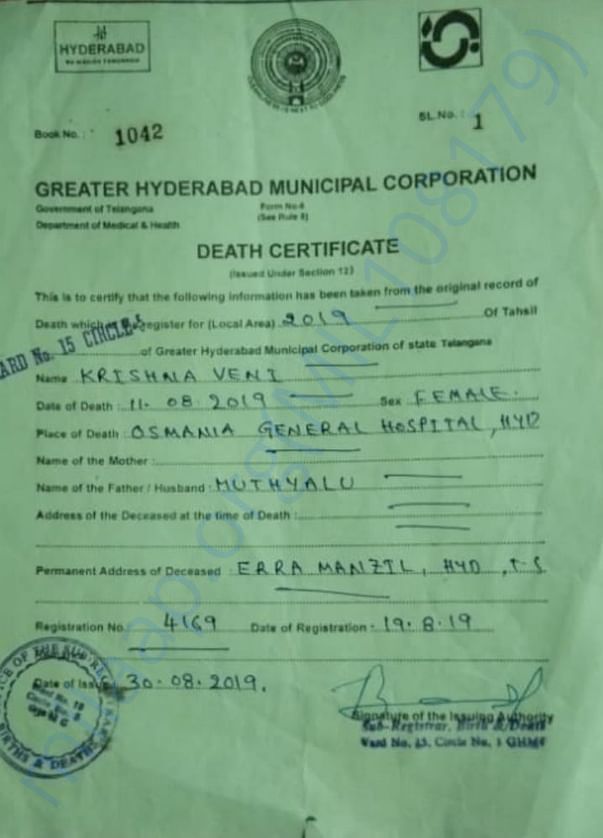 HYDERABAD
Book No. : 1042
SL.No. : 1
GREATER HYDERABAD MUNICIPAL CORPORATION
Government of Telangana
Form No-6
Department of Medical & Health
(See Rule 8)
DEATH CERTIFICATE
(Issued Under Section 12)
This is to certify that the following information has been taken from the original record of
Death which Register for (Local Area) 2019 Of Tahsil
WARD No. 15 CIRCLE
of Greater Hyderabad Municipal Corporation of state Telangana
Name KRISHNA VENI
Date of Death : 11- 08. 2019 Sex FEMALE.
Place of Death : OSMANIA GENERAL HOSPITAL, HYD
Name of the Mother :
Name of the Father / Husband : MUTHYALU
Address of the Deceased at the time of Death :
Permanent Address of Deceased ERRA MANZIL, HYD, T-S
Registration No. 4169 Date of Registration : 19. 8. 19
Date of Issue 30-08.2019.
OFFICE OF THE SUB REGISTRAR
BIRTHS & DEATHS
Signature of the Issuing Authority
Sub-Registrar, Birth & Death
Ward No. 15, Circle No. GHMC